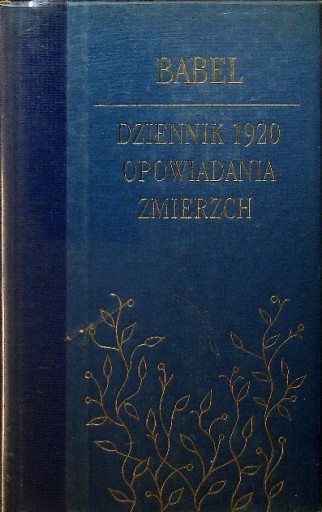 BABEL
DZIENNIK 1920
OPOWIADANIA
ZMIERZCH